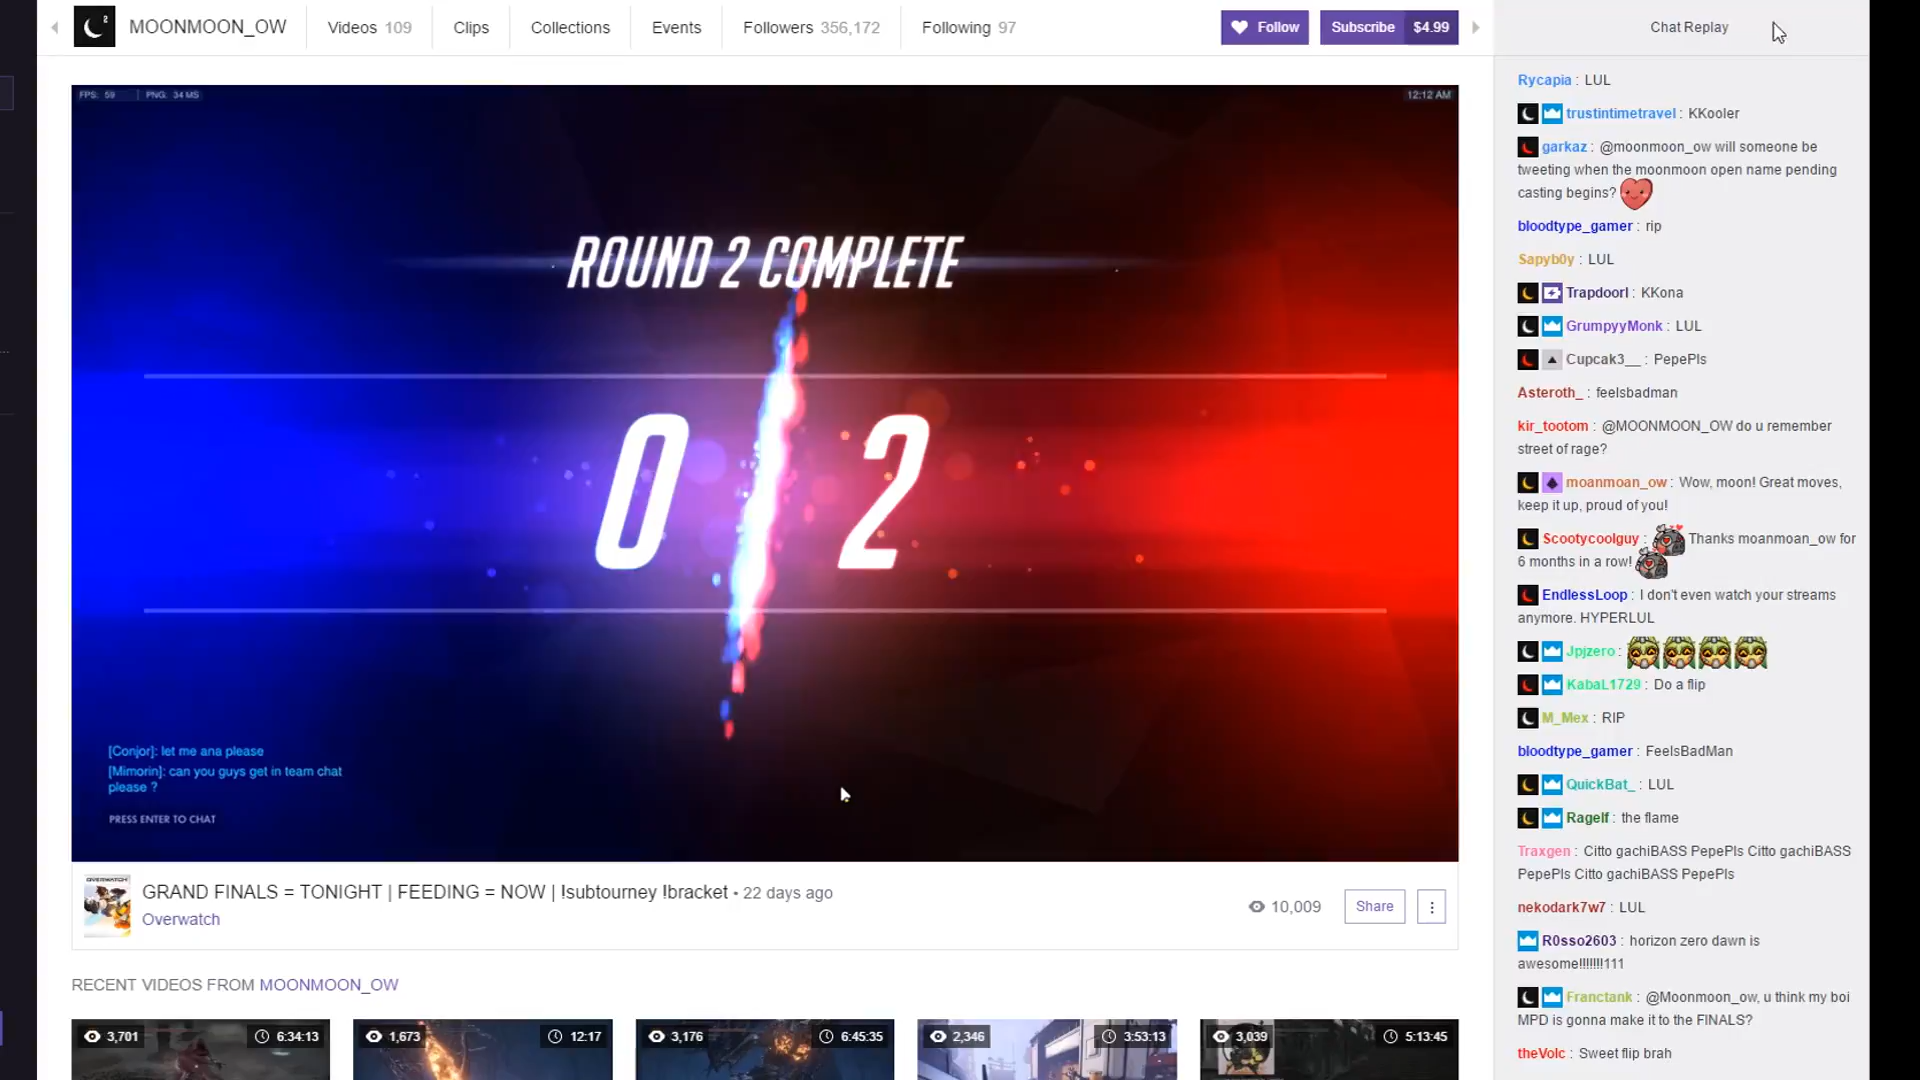 MOONMOON_OW
Videos 109
Clips
Collections
Events
Followers 356,172
Following 97
Follow
Subscribe $4.99
Chat Replay
FPS: 59 | PNG: 34 MS
12:12 AM
ROUND 2 COMPLETE
0 2
[Conjor]: let me ana please
[Mimorin]: can you guys get in team chat
please ?
PRESS ENTER TO CHAT
OVERWATCH
GRAND FINALS = TONIGHT | FEEDING = NOW | !subtourney !bracket • 22 days ago
Overwatch
10,009
Share
RECENT VIDEOS FROM MOONMOON_OW
3,701 6:34:13
1,673 12:17
3,176 6:45:35
2,346 3:53:13
3,039 5:13:45
Rycapia : LUL
trustintimetravel : KKooler
garkaz : @moonmoon_ow will someone be
tweeting when the moonmoon open name pending
casting begins?
bloodtype_gamer : rip
Sapyb0y : LUL
Trapdoorl : KKona
GrumpyyMonk : LUL
Cupcak3__ : PepePls
Asteroth_ : feelsbadman
kir_tootom : @MOONMOON_OW do u remember
street of rage?
moanmoan_ow : Wow, moon! Great moves,
keep it up, proud of you!
Scootycoolguy : Thanks moanmoan_ow for
6 months in a row!
EndlessLoop : I don't even watch your streams
anymore. HYPERLUL
Jpjzero :
KabaL1729 : Do a flip
M_Mex : RIP
bloodtype_gamer : FeelsBadMan
QuickBat_ : LUL
Ragelf : the flame
Traxgen : Citto gachiBASS PepePls Citto gachiBASS
PepePls Citto gachiBASS PepePls
nekodark7w7 : LUL
R0sso2603 : horizon zero dawn is
awesome!!!!!!!111
Franctank : @Moonmoon_ow, u think my boi
MPD is gonna make it to the FINALS?
theVolc : Sweet flip brah